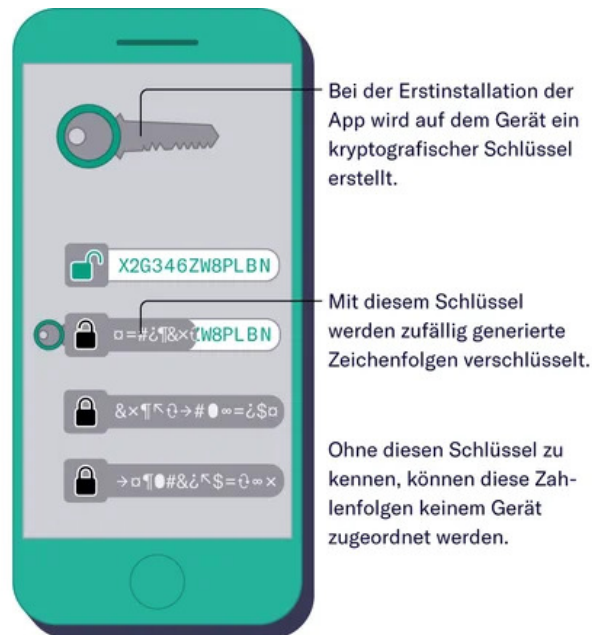 Bei der Erstinstallation der
App wird auf dem Gerät ein
kryptografischer Schlüssel
erstellt.
X2G346ZW8PLBN
Mit diesem Schlüssel
werden zufällig generierte
Zeichenfolgen verschlüsselt.
¤=#¿¶&×ZW8PLBN
Ohne diesen Schlüssel zu
kennen, können diese Zah-
lenfolgen keinem Gerät
zugeordnet werden.